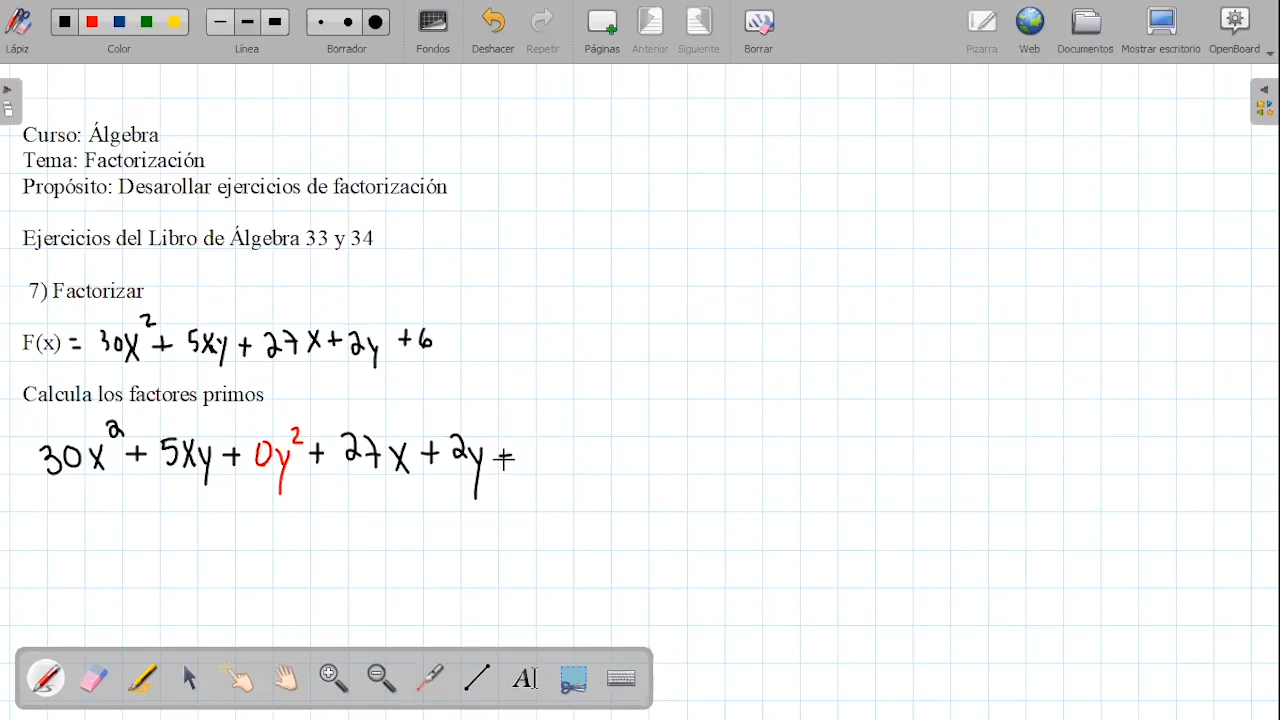 Lápiz Color Línea Borrador Fondos Deshacer Repetir Páginas Anterior Siguiente Borrar Pizarra Web Documentos Mostrar escritorio OpenBoard
Curso: Álgebra
Tema: Factorización
Propósito: Desarollar ejercicios de factorización
Ejercicios del Libro de Álgebra 33 y 34
7) Factorizar
F(x) = 30x² + 5xy + 27x + 2y + 6
Calcula los factores primos
30x² + 5xy + 0y² + 27x + 2y +
AI